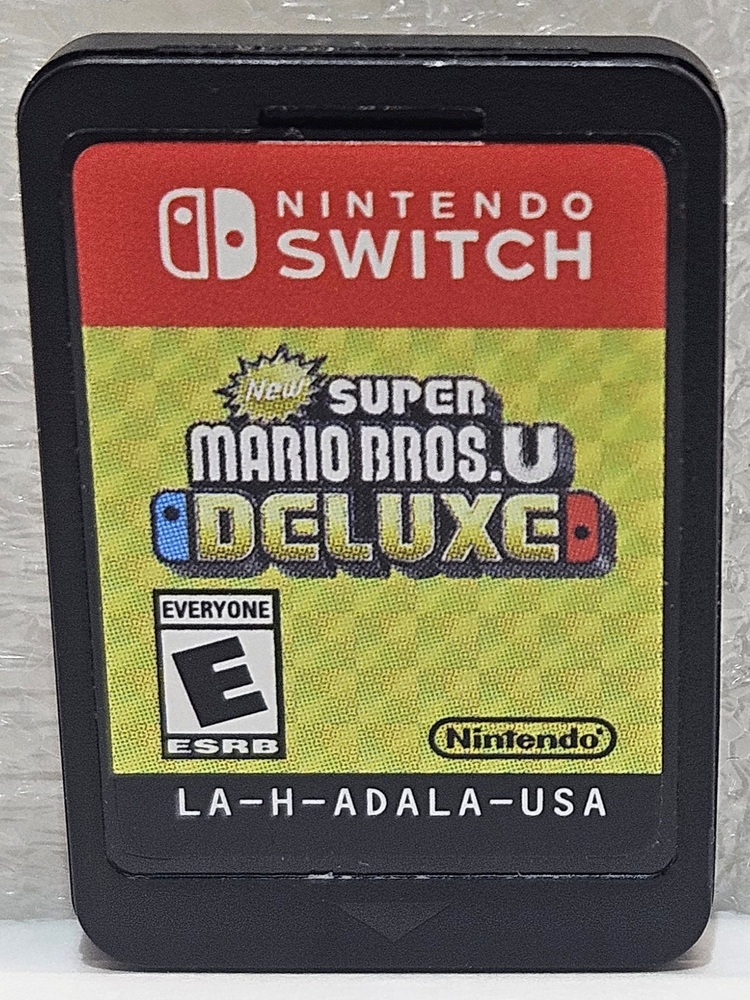 NINTENDO
SWITCH
New SUPER
MARIO BROS. U
DELUXE
EVERYONE
E
ESRB
Nintendo
LA-H-ADALA-USA